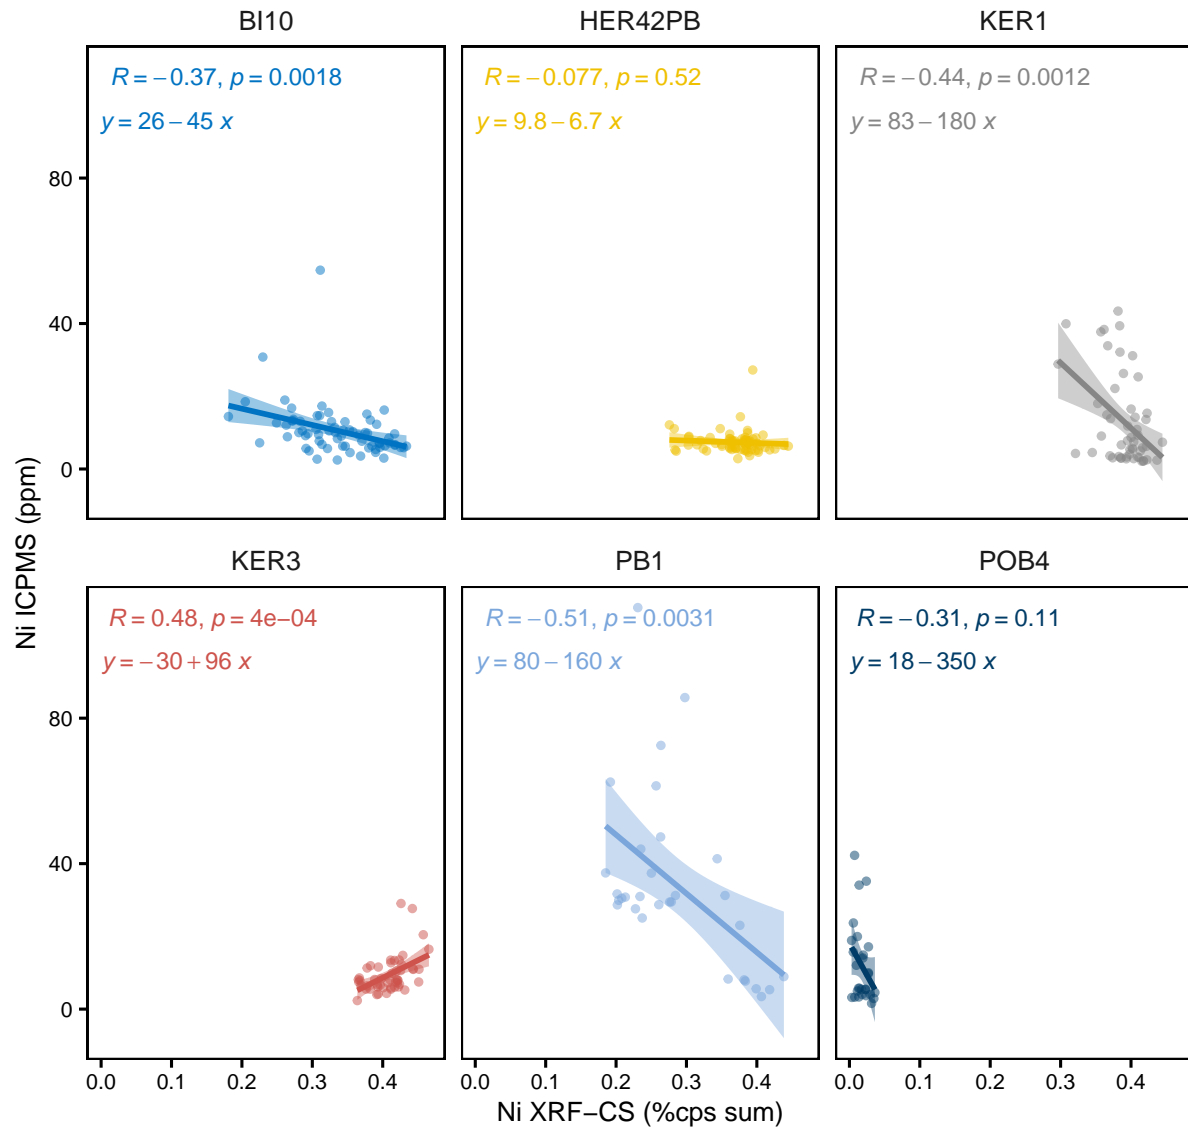 BI10 HER42PB KER1
R = −0.37, p = 0.0018 R = −0.077, p = 0.52 R = −0.44, p = 0.0012
y = 26 − 45 x y = 9.8 − 6.7 x y = 83 − 180 x
80
40
0
Ni ICPMS (ppm)
KER3 PB1 POB4
R = 0.48, p = 4e−04 R = −0.51, p = 0.0031 R = −0.31, p = 0.11
y = −30 + 96 x y = 80 − 160 x y = 18 − 350 x
80
40
0
0.0 0.1 0.2 0.3 0.4 0.0 0.1 0.2 0.3 0.4 0.0 0.1 0.2 0.3 0.4
Ni XRF−CS (%cps sum)